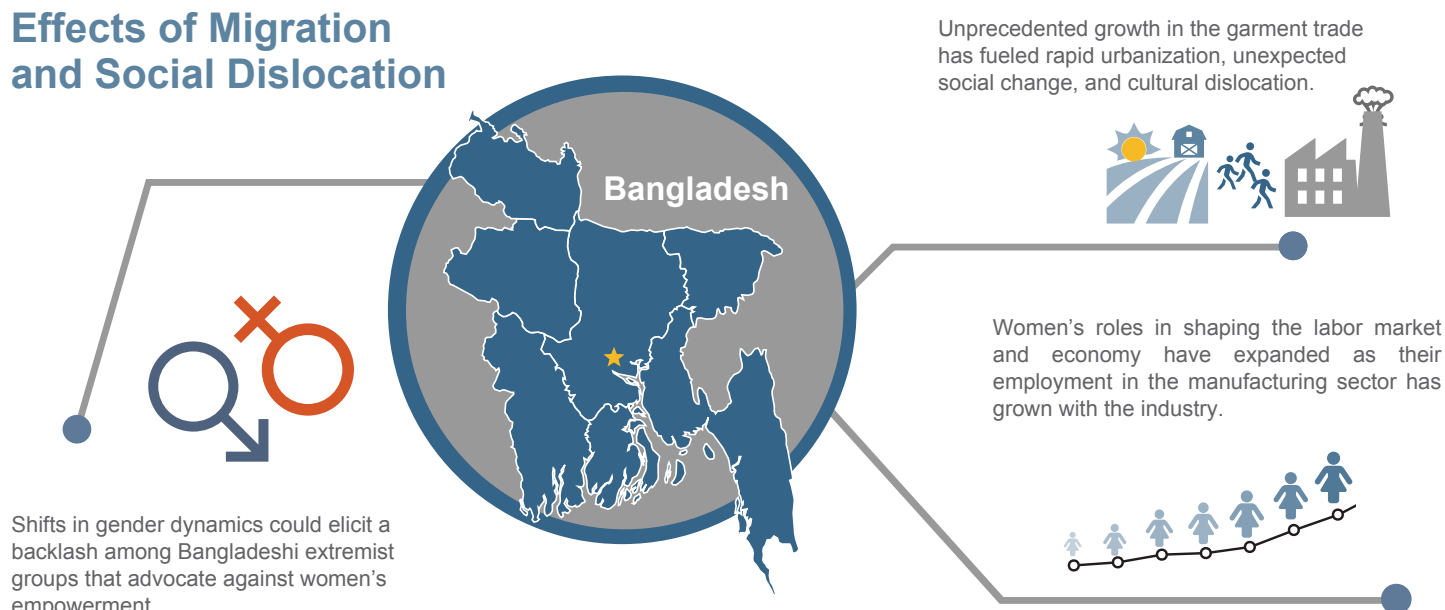 Effects of Migration
and Social Dislocation
Unprecedented growth in the garment trade
has fueled rapid urbanization, unexpected
social change, and cultural dislocation.
Bangladesh
Women’s roles in shaping the labor market
and economy have expanded as their
employment in the manufacturing sector has
grown with the industry.
Shifts in gender dynamics could elicit a
backlash among Bangladeshi extremist
groups that advocate against women’s
empowerment